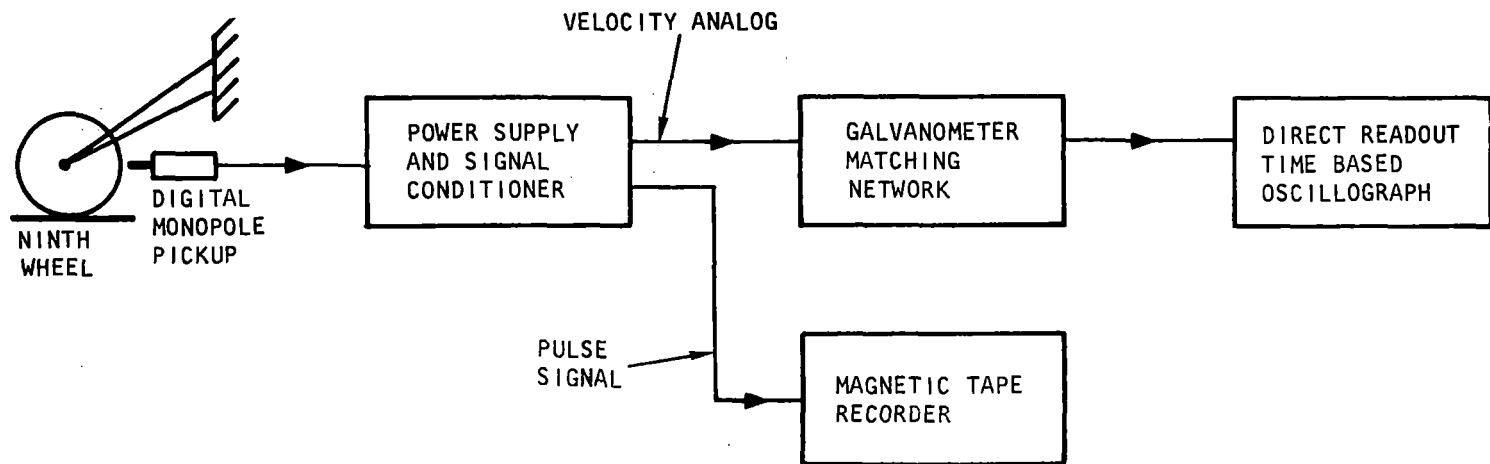 VELOCITY ANALOG
POWER SUPPLY
AND SIGNAL
CONDITIONER
GALVANOMETER
MATCHING
NETWORK
DIRECT READOUT
TIME BASED
OSCILLOGRAPH
DIGITAL
MONOPOLE
PICKUP
NINTH
WHEEL
PULSE
SIGNAL
MAGNETIC TAPE
RECORDER